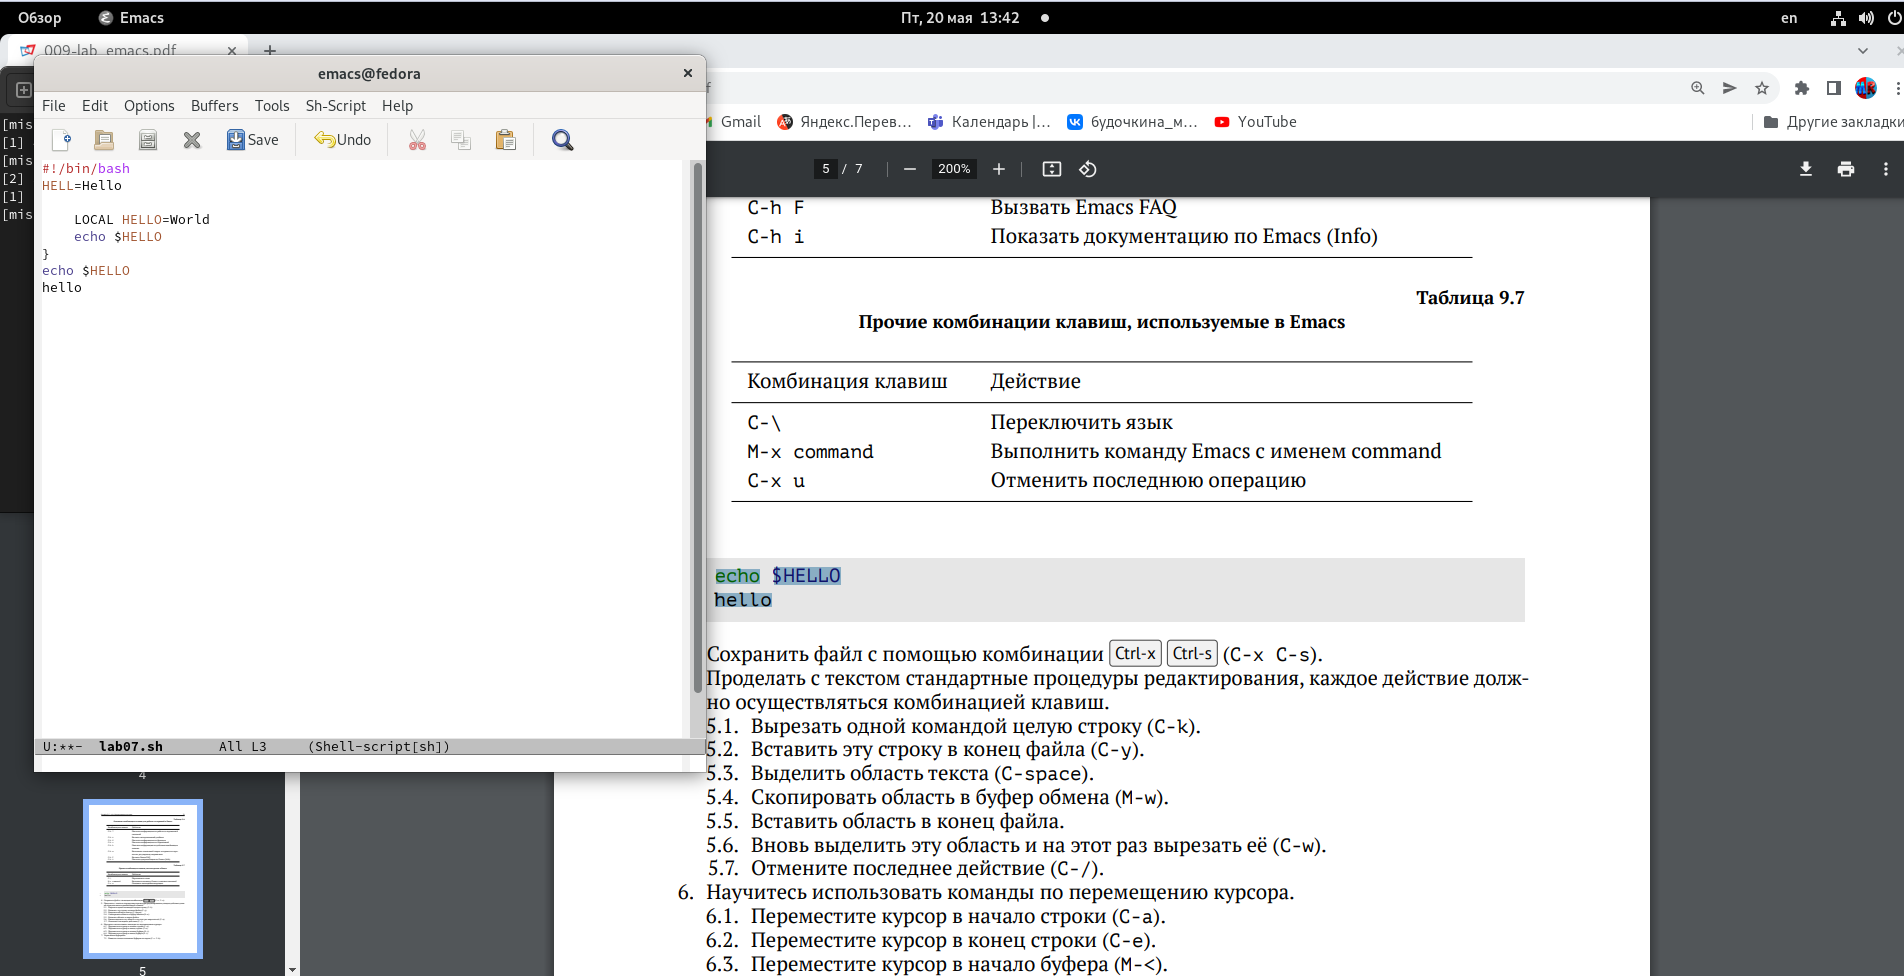 Обзор Emacs Пт, 20 мая 13:42 en
009-lab_emacs.pdf
emacs@fedora
File Edit Options Buffers Tools Sh-Script Help
Save Undo
Gmail Яндекс.Перев... Календарь |... будочкина_м... YouTube Другие закладки
[mis
[1]
[mis
[2]
[1]
[mis
#!/bin/bash
HELL=Hello
LOCAL HELLO=World
echo $HELLO
}
echo $HELLO
hello
U:**- lab07.sh All L3 (Shell-script[sh])
4
5
5 / 7 200%
C-h F Вызвать Emacs FAQ
C-h i Показать документацию по Emacs (Info)
Таблица 9.7
Прочие комбинации клавиш, используемые в Emacs
Комбинация клавиш Действие
C-\ Переключить язык
M-x command Выполнить команду Emacs с именем command
C-x u Отменить последнюю операцию
echo $HELLO
hello
Сохранить файл с помощью комбинации Ctrl-x Ctrl-s (C-x C-s).
Проделать с текстом стандартные процедуры редактирования, каждое действие долж-
но осуществляться комбинацией клавиш.
5.1. Вырезать одной командой целую строку (C-k).
5.2. Вставить эту строку в конец файла (C-y).
5.3. Выделить область текста (C-space).
5.4. Скопировать область в буфер обмена (M-w).
5.5. Вставить область в конец файла.
5.6. Вновь выделить эту область и на этот раз вырезать её (C-w).
5.7. Отмените последнее действие (C-/).
6. Научитесь использовать команды по перемещению курсора.
6.1. Переместите курсор в начало строки (C-a).
6.2. Переместите курсор в конец строки (C-e).
6.3. Переместите курсор в начало буфера (M-<).